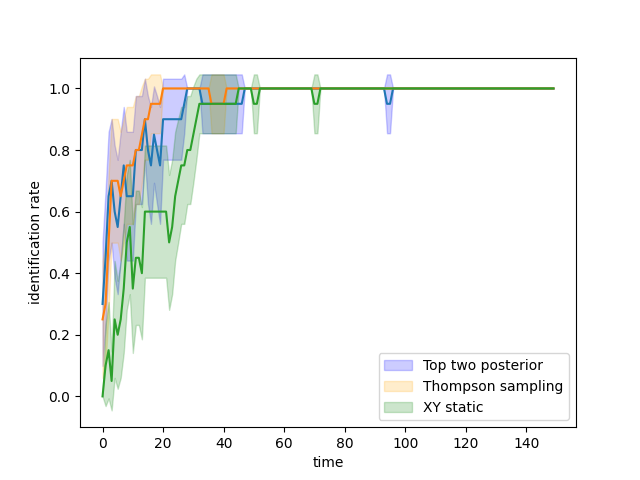 1.0
0.8
0.6
0.4
0.2
0.0
identification rate
Top two posterior
Thompson sampling
XY static
0 20 40 60 80 100 120 140
time